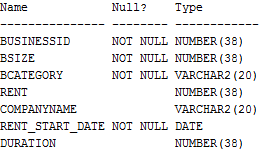 Name Null? Type
--------------- -------- ------------
BUSINESSID NOT NULL NUMBER(38)
BSIZE NOT NULL NUMBER(38)
BCATEGORY NOT NULL VARCHAR2(20)
RENT NUMBER(38)
COMPANYNAME VARCHAR2(20)
RENT_START_DATE NOT NULL DATE
DURATION NUMBER(38)